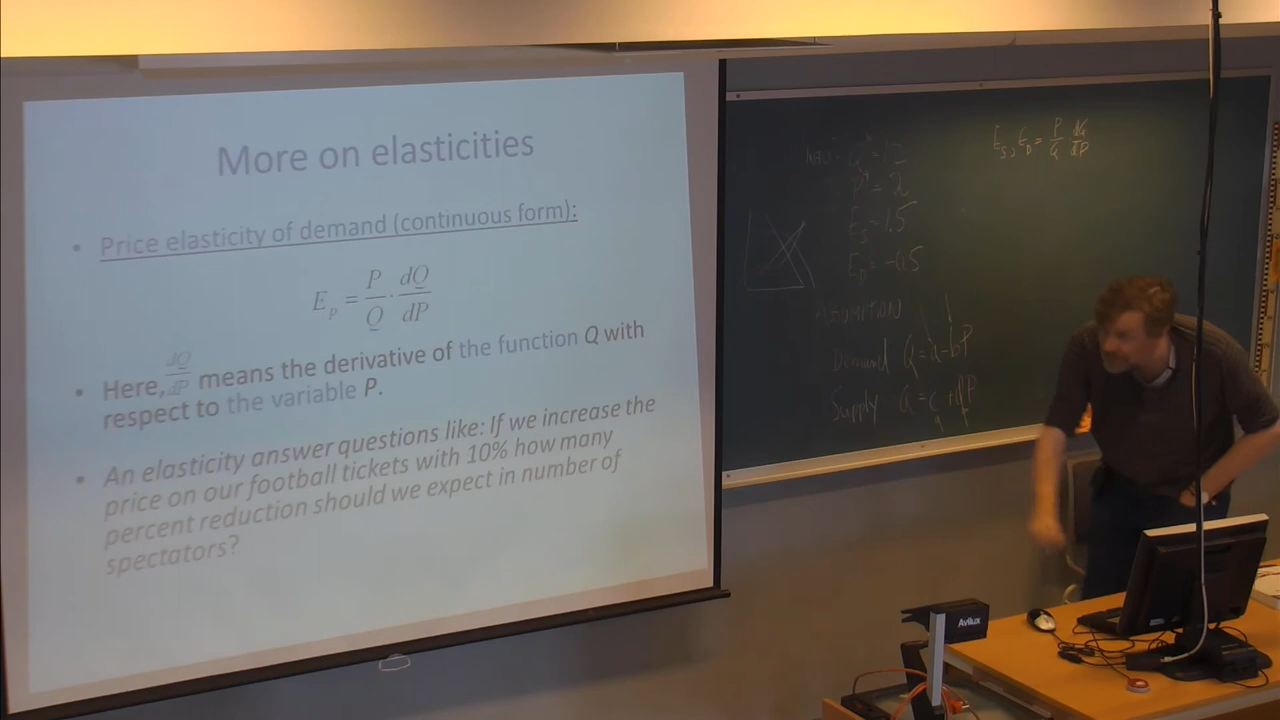 More on elasticities
• Price elasticity of demand (continuous form):
E_P = P/Q · dQ/dP
• Here, dQ/dP means the derivative of the function Q with
respect to the variable P.
• An elasticity answer questions like: If we increase the
price on our football tickets with 10% how many
percent reduction should we expect in number of
spectators?
E_S, E_D = P/Q dQ/dP
E_S = 1.5
E_D = -0.5
ASUMPTION
Demand Q = a - bP
Supply Q = c + dP
Avilux